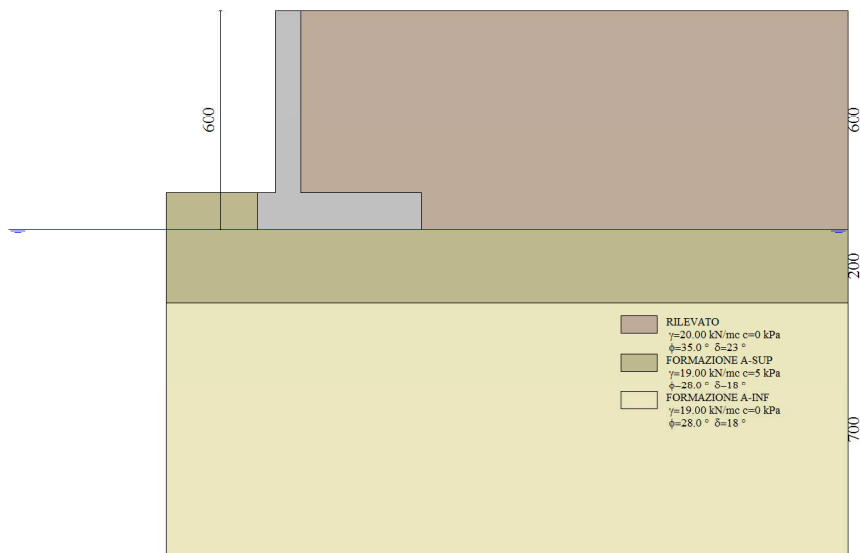 600
600
200
RILEVATO
γ=20.00 kN/mc c=0 kPa
ϕ=35.0 ° δ=23 °
FORMAZIONE A-SUP
γ=19.00 kN/mc c=5 kPa
ϕ=28.0 ° δ=18 °
FORMAZIONE A-INF
γ=19.00 kN/mc c=0 kPa
ϕ=28.0 ° δ=18 °
700